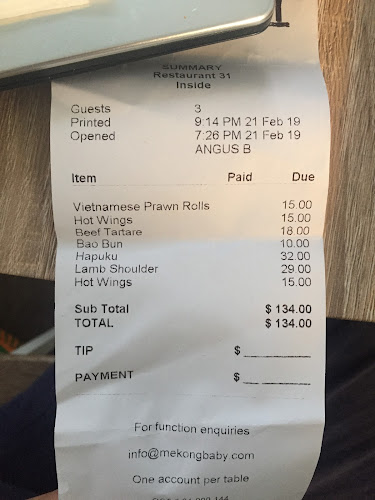 SUMMARY
Restaurant 31
Inside
Guests 3
Printed 9:14 PM 21 Feb 19
Opened 7:26 PM 21 Feb 19
ANGUS B
Item Paid Due
Vietnamese Prawn Rolls 15.00
Hot Wings 15.00
Beef Tartare 18.00
Bao Bun 10.00
Hapuku 32.00
Lamb Shoulder 29.00
Hot Wings 15.00
Sub Total $ 134.00
TOTAL $ 134.00
TIP $ ________
PAYMENT $ ________
For function enquiries
info@mekongbaby.com
One account per table